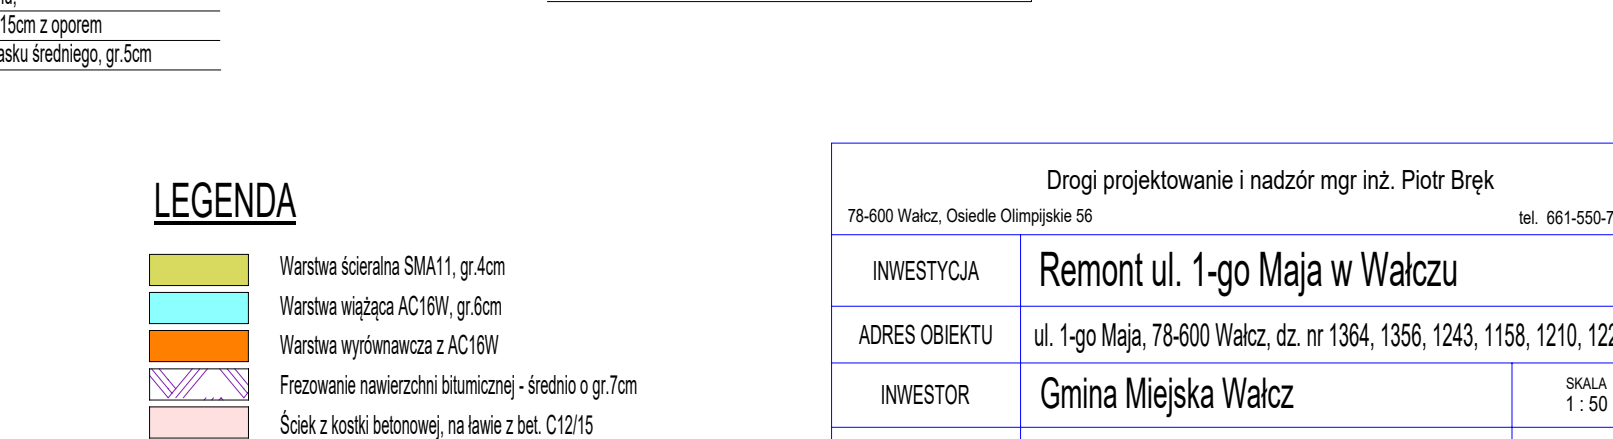 15cm z oporem
średniego, gr.5cm
LEGENDA
Warstwa ścieralna SMA11, gr.4cm
Warstwa wiążąca AC16W, gr.6cm
Warstwa wyrównawcza z AC16W
Frezowanie nawierzchni bitumicznej - średnio o gr.7cm
Ściek z kostki betonowej, na ławie z bet. C12/15
Drogi projektowanie i nadzór mgr inż. Piotr Bręk
78-600 Wałcz, Osiedle Olimpijskie 56 tel. 661-550-7
INWESTYCJA Remont ul. 1-go Maja w Wałczu
ADRES OBIEKTU ul. 1-go Maja, 78-600 Wałcz, dz. nr 1364, 1356, 1243, 1158, 1210, 122
INWESTOR Gmina Miejska Wałcz
SKALA
1 : 50